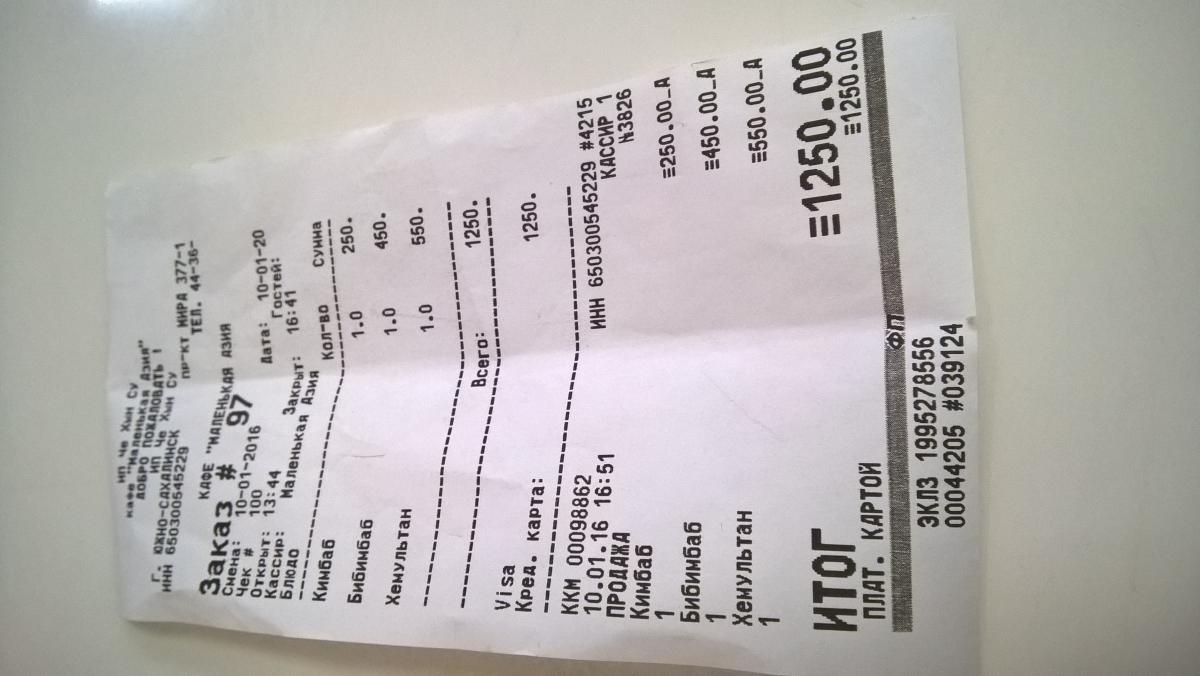 ИП Че Хын Су
кафе "Маленькая Азия"
ДОБРО ПОЖАЛОВАТЬ !
ИП Че Хын Су
Г. ЮЖНО-САХАЛИНСК ПР-КТ МИРА 377-1
ИНН 650300545229 ТЕЛ. 44-36-
КАФЕ "МАЛЕНЬКАЯ АЗИЯ
Заказ # 97
Смена: 10-01-2016 Дата: 10-01-20
Чек # 100 Гостей:
Открыт: 13:44 Закрыт: 16:41
Кассир: Маленькая Азия
Блюдо Кол-во Сумма
Кимбаб 1.0 250.
Бибимбаб 1.0 450.
Хемультан 1.0 550.
Всего: 1250.
Visa
Кред. карта: 1250.
ККМ 00098862 ИНН 650300545229 #4215
10.01.16 16:51 КАССИР 1
ПРОДАЖА №3826
Кимбаб
1 ≡250.00_А
Бибимбаб
1 ≡450.00_А
Хемультан
1 ≡550.00_А
ИТОГ ≡1250.00
ПЛАТ. КАРТОЙ ≡1250.00
ФП
ЭКЛЗ 1995278556
00044205 #039124